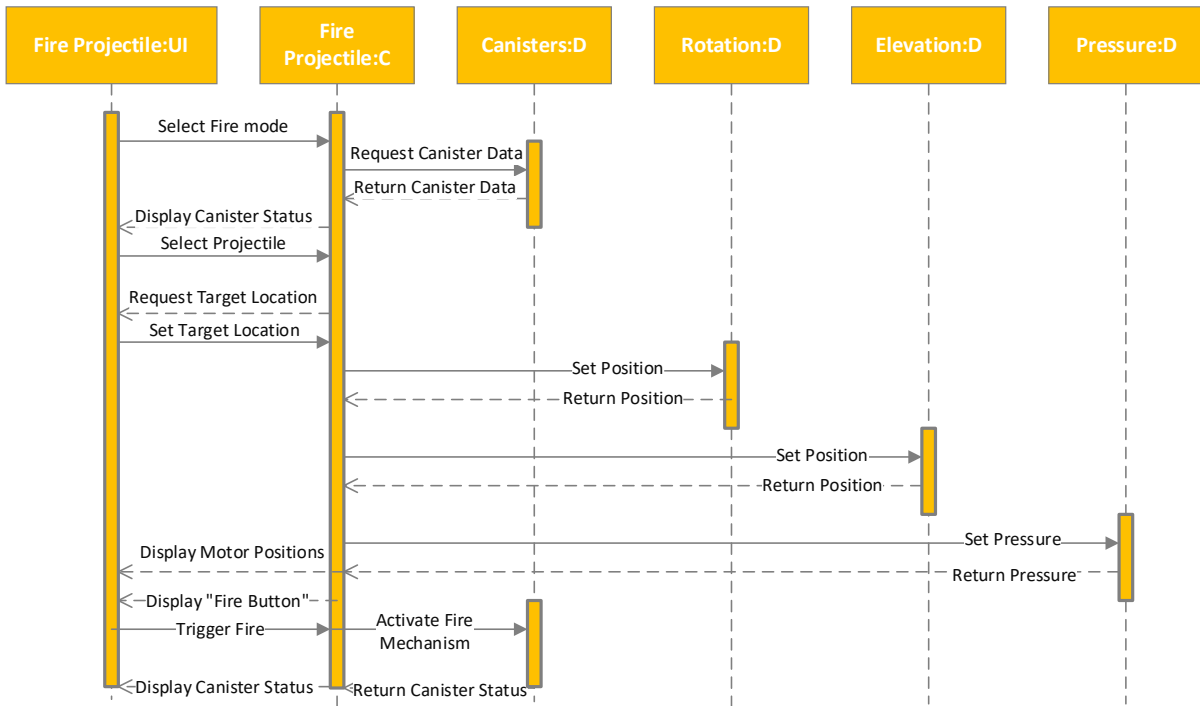 Fire Projectile:UI
Fire
Projectile:C
Canisters:D
Rotation:D
Elevation:D
Pressure:D
Select Fire mode
Request Canister Data
Return Canister Data
Display Canister Status
Select Projectile
Request Target Location
Set Target Location
Set Position
Return Position
Set Position
Return Position
Set Pressure
Display Motor Positions
Return Pressure
Display "Fire Button"
Trigger Fire
Activate Fire
Mechanism
Display Canister Status
Return Canister Status